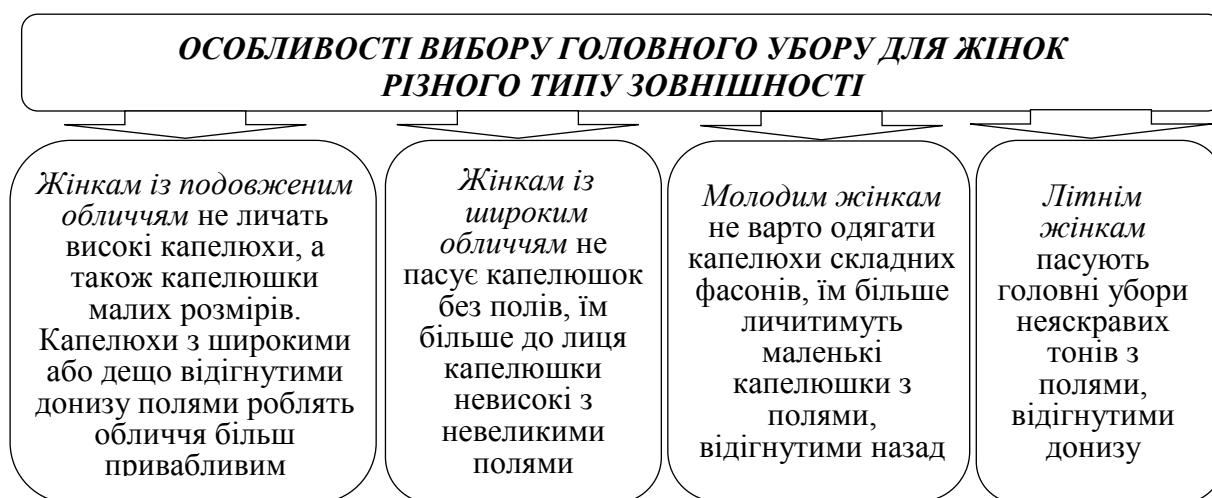 ОСОБЛИВОСТІ ВИБОРУ ГОЛОВНОГО УБОРУ ДЛЯ ЖІНОК
РІЗНОГО ТИПУ ЗОВНІШНОСТІ
Жінкам із подовженим
обличчям не личать
високі капелюхи, а
також капелюшки
малих розмірів.
Капелюхи з широкими
або дещо відігнутими
донизу полями роблять
обличчя більш
привабливим
Жінкам із
широким
обличчям не
пасує капелюшок
без полів, їм
більше до лиця
капелюшки
невисокі з
невеликими
полями
Молодим жінкам
не варто одягати
капелюхи складних
фасонів, їм більше
личитимуть
маленькі
капелюшки з
полями,
відігнутими назад
Літнім
жінкам
пасують
головні убори
неяскравих
тонів з
полями,
відігнутими
донизу